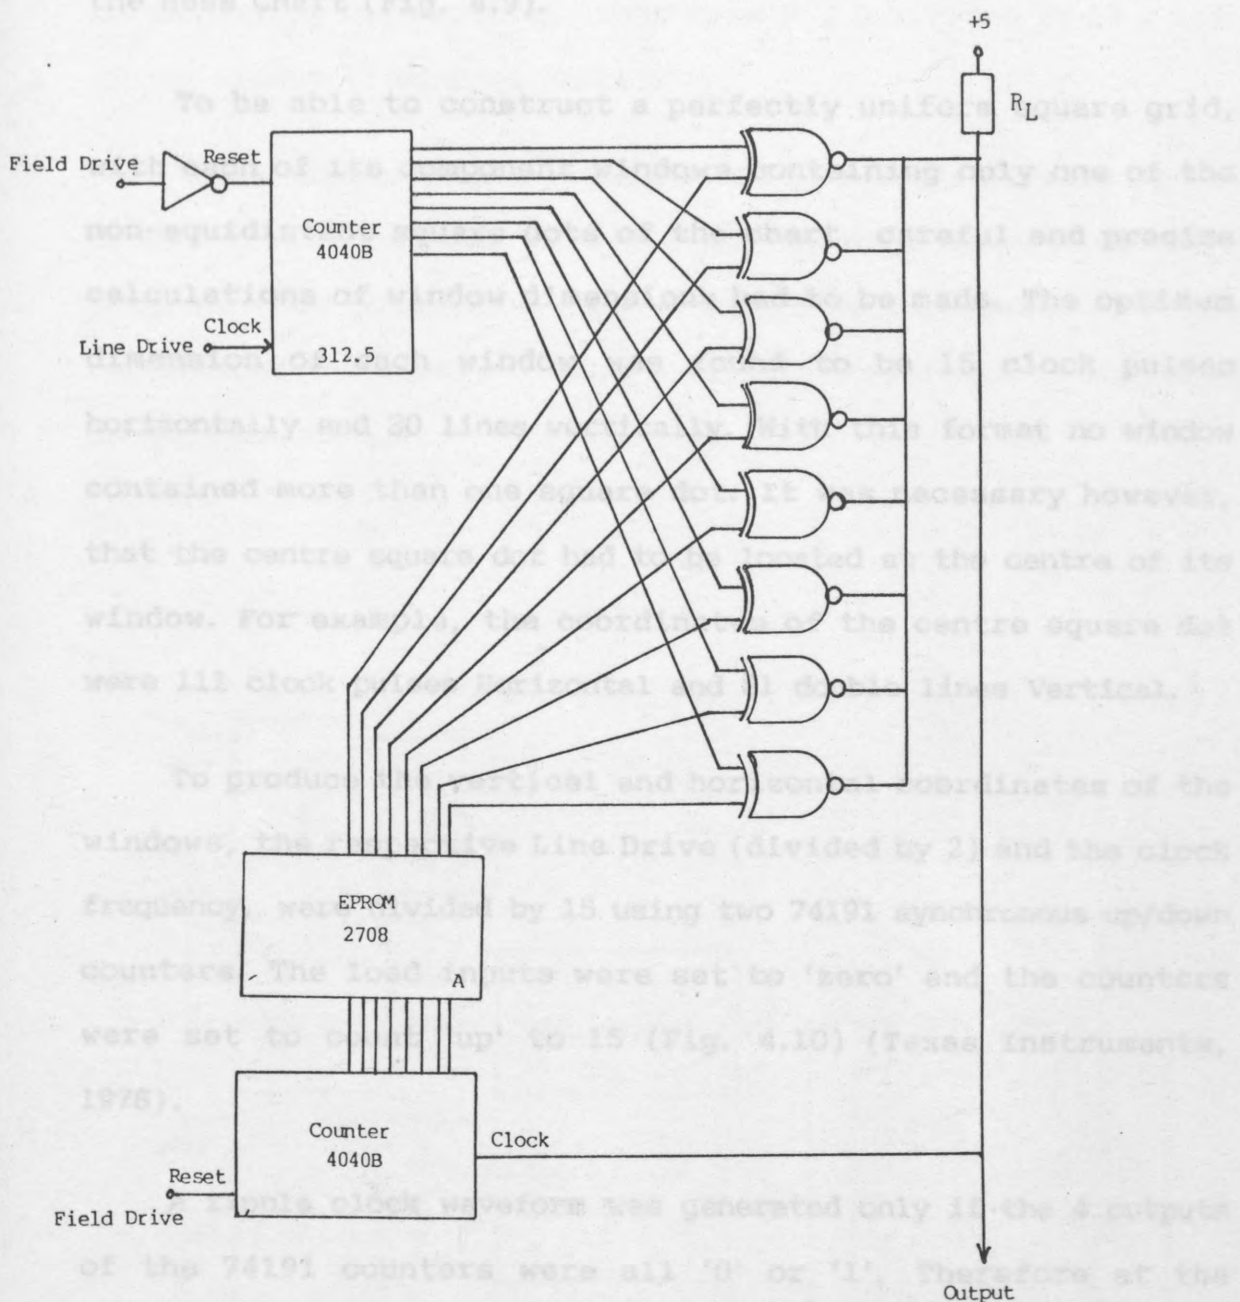 the Hess Chart (Fig. 4.9).
+5
RL
To be able to construct a perfectly uniform square grid,
Field Drive
Reset
with each of its component windows containing only one of the
Counter
4040B
non-equidistant square dots of the chart, careful and precise
calculations of window dimensions had to be made. The optimum
Clock
Line Drive
312.5
dimension of each window was found to be 15 clock pulses
horizontally and 30 lines vertically. With this format no window
contained more than one square dot. It was necessary however,
that the centre square dot had to be located at the centre of its
window. For example, the coordinates of the centre square dot
were 111 clock pulses Horizontal and 81 double lines Vertical.
To produce the vertical and horizontal coordinates of the
windows, the respective Line Drive (divided by 2) and the clock
EPROM
2708
A
frequency, were divided by 15 using two 74191 synchronous up/down
counters. The load inputs were set to 'zero' and the counters
were set to count 'up' to 15 (Fig. 4.10) (Texas Instruments,
Counter
4040B
Clock
Reset
Field Drive
A ripple clock waveform was generated only if the 4 outputs
of the 74191 counters were all '0' or '1'. Therefore at the
Output